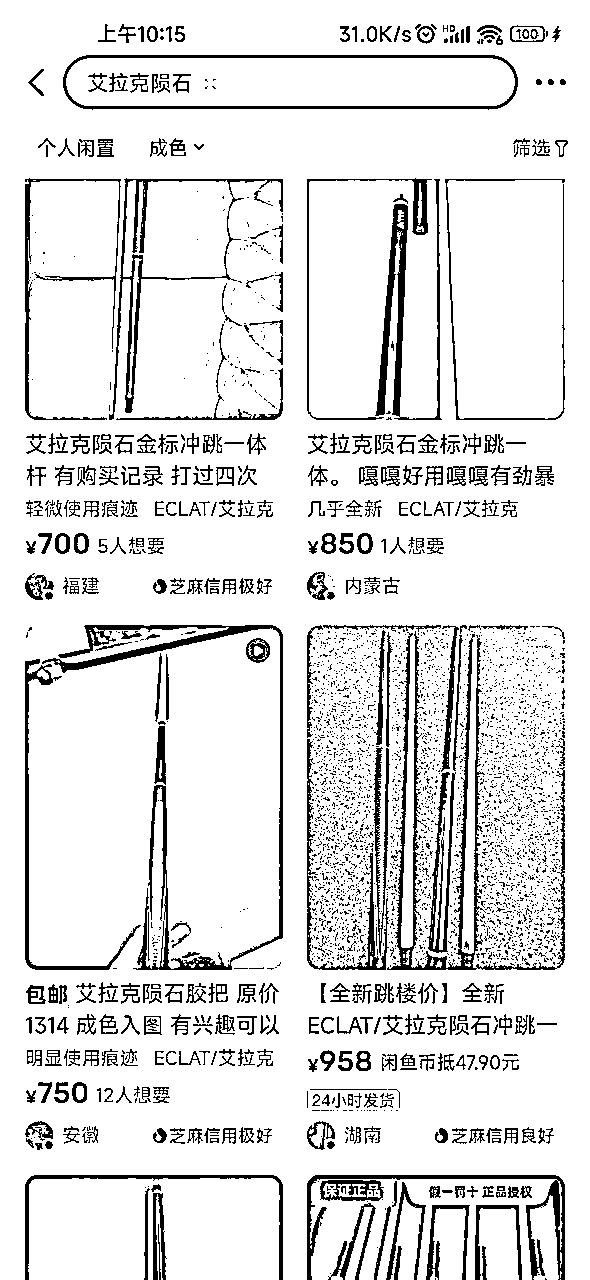 上午10:15
31.0K/s
HD
100
艾拉克陨石
个人闲置
成色
筛选
艾拉克陨石金标冲跳一体
杆 有购买记录 打过四次
轻微使用痕迹 ECLAT/艾拉克
¥700 5人想要
福建
芝麻信用极好
艾拉克陨石金标冲跳一
体。 嘎嘎好用嘎嘎有劲暴
几乎全新 ECLAT/艾拉克
¥850 1人想要
内蒙古
包邮 艾拉克陨石胶把 原价
1314 成色入图 有兴趣可以
明显使用痕迹 ECLAT/艾拉克
¥750 12人想要
安徽
芝麻信用极好
【全新跳楼价】全新
ECLAT/艾拉克陨石冲跳一
¥958 闲鱼币抵47.90元
24小时发货
湖南
芝麻信用良好
保证正品
假一罚十 正品授权